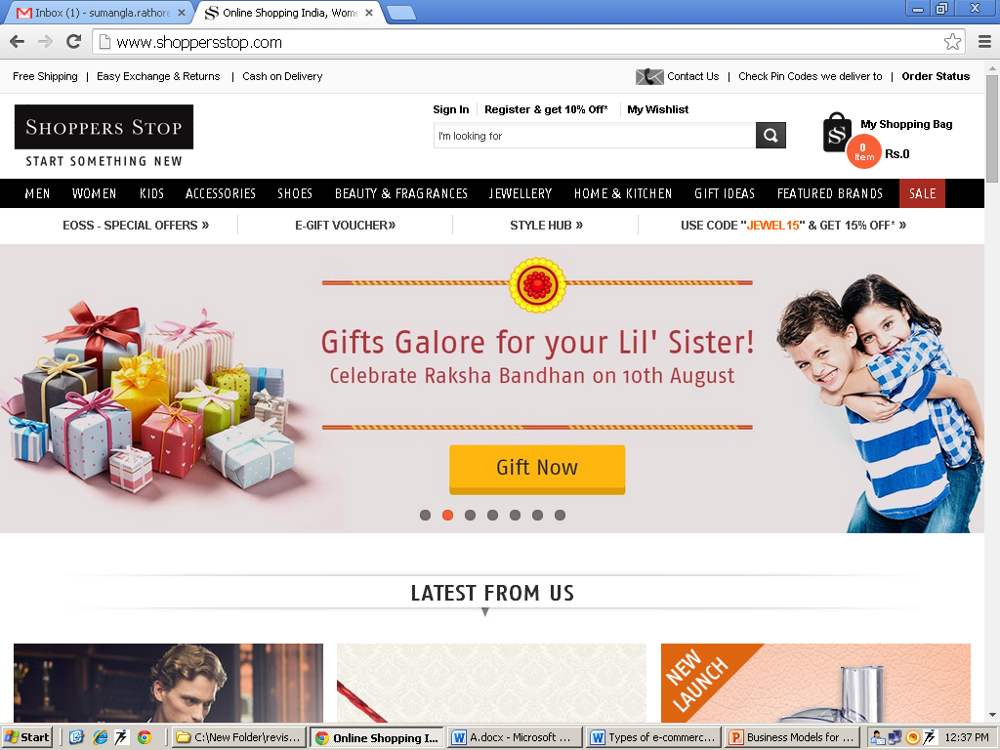 Inbox (1) - sumangla.rathore
Online Shopping India, Wom
www.shoppersstop.com
Free Shipping | Easy Exchange & Returns | Cash on Delivery
Contact Us | Check Pin Codes we deliver to | Order Status
SHOPPERS STOP
START SOMETHING NEW
Sign In Register & get 10% Off* My Wishlist
I'm looking for
My Shopping Bag
0
Item
Rs.0
MEN WOMEN KIDS ACCESSORIES SHOES BEAUTY & FRAGRANCES JEWELLERY HOME & KITCHEN GIFT IDEAS FEATURED BRANDS SALE
EOSS - SPECIAL OFFERS » E-GIFT VOUCHER» STYLE HUB » USE CODE "JEWEL15" & GET 15% OFF* »
Gifts Galore for your Lil' Sister!
Celebrate Raksha Bandhan on 10th August
Gift Now
LATEST FROM US
NEW
LAUNCH
Start C:\New Folder\revis... Online Shopping I... A.docx - Microsoft ... Types of e-commerc... Business Models for ... 12:37 PM